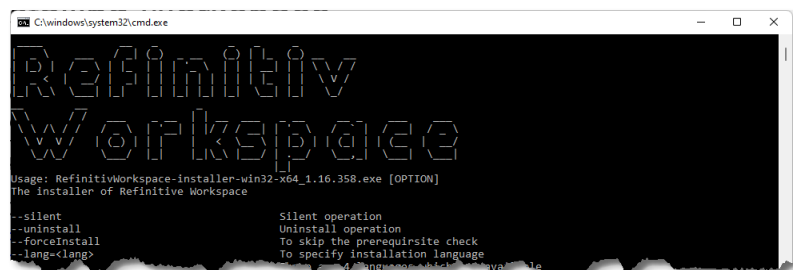 C:\windows\system32\cmd.exe
Refinitiv
Workspace
Usage: RefinitivWorkspace-installer-win32-x64_1.16.358.exe [OPTION]
The installer of Refinitive Workspace
--silent Silent operation
--uninstall Uninstall operation
--forceInstall To skip the prerequirsite check
--lang=<lang> To specify installation language